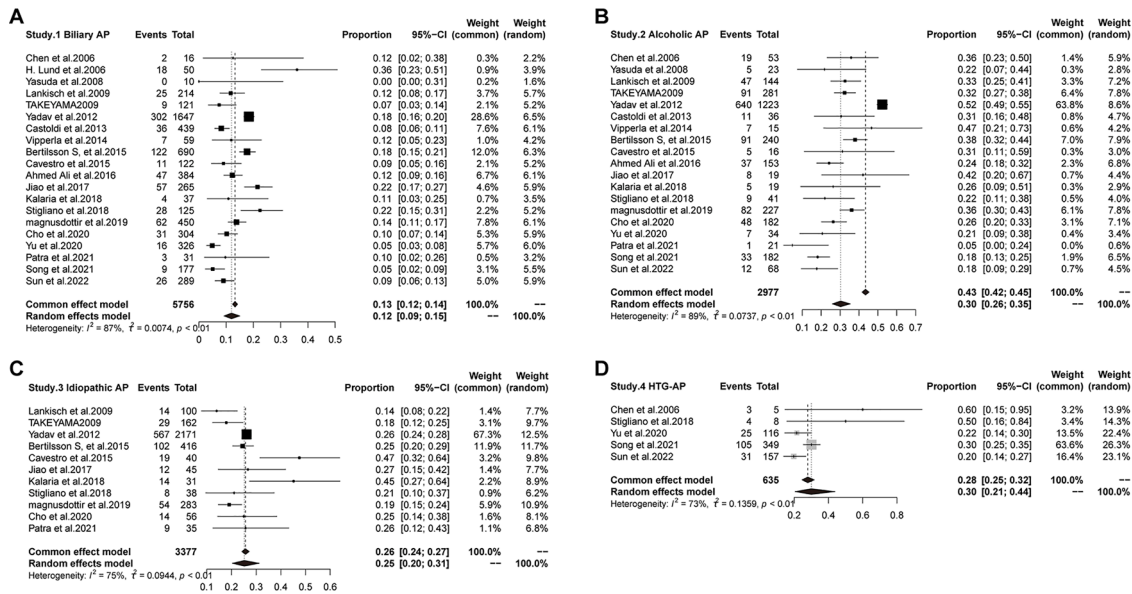 A
Study.1 Biliary AP Events Total Proportion 95%−CI Weight (common) Weight (random)
Chen et.2006 2 16 0.12 [0.02; 0.38] 0.3% 2.2%
H. Lund et.2006 18 50 0.36 [0.23; 0.51] 0.9% 3.9%
Yasuda et.2008 0 10 0.00 [0.00; 0.31] 0.2% 1.6%
Lankisch et.2009 25 214 0.12 [0.08; 0.17] 3.7% 5.7%
TAKEYAMA2009 9 121 0.07 [0.03; 0.14] 2.1% 5.1%
Yadav et.2012 302 1647 0.18 [0.16; 0.20] 28.6% 6.5%
Castoldi et.2013 36 439 0.08 [0.06; 0.11] 7.6% 6.1%
Vipperla et.2014 7 59 0.12 [0.05; 0.23] 1.0% 4.2%
Bertilsson S, et.2015 122 690 0.18 [0.15; 0.21] 12.0% 6.3%
Cavestro et.2015 11 122 0.09 [0.05; 0.16] 2.1% 5.2%
Ahmed Ali et.2016 47 384 0.12 [0.09; 0.16] 6.7% 6.1%
Jiao et.2017 57 265 0.22 [0.17; 0.27] 4.6% 5.9%
Kalaria et.2018 4 37 0.11 [0.03; 0.25] 0.7% 3.5%
Stigliano et.2018 28 125 0.22 [0.15; 0.31] 2.2% 5.2%
magnusdottir et.2019 62 450 0.14 [0.11; 0.17] 7.8% 6.1%
Cho et.2020 31 304 0.10 [0.07; 0.14] 5.3% 5.9%
Yu et.2020 16 326 0.05 [0.03; 0.08] 5.7% 6.0%
Patra et.2021 3 31 0.10 [0.02; 0.26] 0.5% 3.2%
Song et.2021 9 177 0.05 [0.02; 0.09] 3.1% 5.5%
Sun et.2022 26 289 0.09 [0.06; 0.13] 5.0% 5.9%
Common effect model 5756 0.13 [0.12; 0.14] 100.0% −−
Random effects model 0.12 [0.09; 0.15] −− 100.0%
Heterogeneity: I² = 87%, τ² = 0.0074, p < 0.01
0 0.1 0.2 0.3 0.4 0.5
B
Study.2 Alcoholic AP Events Total Proportion 95%−CI Weight (common) Weight (random)
Chen et.2006 19 53 0.36 [0.23; 0.50] 1.4% 5.9%
Yasuda et.2008 5 23 0.22 [0.07; 0.44] 0.3% 2.8%
Lankisch et.2009 47 144 0.33 [0.25; 0.41] 3.3% 7.2%
TAKEYAMA2009 91 281 0.32 [0.27; 0.38] 6.4% 7.8%
Yadav et.2012 640 1223 0.52 [0.49; 0.55] 63.8% 8.4%
Castoldi et.2013 11 36 0.31 [0.16; 0.48] 0.8% 4.7%
Vipperla et.2014 7 15 0.47 [0.21; 0.73] 0.6% 4.2%
Bertilsson S, et.2015 91 240 0.38 [0.32; 0.44] 7.0% 7.9%
Cavestro et.2015 5 16 0.31 [0.11; 0.59] 0.3% 3.0%
Ahmed Ali et.2016 37 153 0.24 [0.18; 0.32] 2.3% 6.8%
Jiao et.2017 8 19 0.42 [0.20; 0.67] 0.7% 4.4%
Kalaria et.2018 5 19 0.26 [0.09; 0.51] 0.3% 2.9%
Stigliano et.2018 9 41 0.22 [0.11; 0.38] 0.5% 4.0%
magnusdottir et.2019 82 227 0.36 [0.30; 0.43] 6.1% 7.8%
Cho et.2020 48 182 0.26 [0.20; 0.33] 3.1% 7.1%
Yu et.2020 7 34 0.21 [0.09; 0.38] 0.4% 3.4%
Patra et.2021 1 21 0.05 [0.00; 0.24] 0.0% 0.6%
Song et.2021 33 182 0.18 [0.13; 0.25] 1.9% 6.5%
Sun et.2022 12 68 0.18 [0.09; 0.29] 0.7% 4.5%
Common effect model 2977 0.43 [0.42; 0.45] 100.0% −−
Random effects model 0.30 [0.26; 0.35] −− 100.0%
Heterogeneity: I² = 89%, τ² = 0.0737, p < 0.01
0.1 0.2 0.3 0.4 0.5 0.6 0.7
C
Study.3 Idiopathic AP Events Total Proportion 95%−CI Weight (common) Weight (random)
Lankisch et.2009 14 100 0.14 [0.08; 0.22] 1.4% 7.7%
TAKEYAMA2009 29 162 0.18 [0.12; 0.25] 3.1% 9.7%
Yadav et.2012 567 2171 0.26 [0.24; 0.28] 67.3% 12.5%
Bertilsson S, et.2015 102 416 0.25 [0.20; 0.29] 11.9% 11.7%
Cavestro et.2015 19 40 0.47 [0.32; 0.64] 3.2% 9.8%
Jiao et.2017 12 45 0.27 [0.15; 0.42] 1.4% 7.7%
Kalaria et.2018 14 31 0.45 [0.27; 0.64] 2.2% 8.9%
Stigliano et.2018 8 38 0.21 [0.10; 0.37] 0.9% 6.2%
magnusdottir et.2019 54 283 0.19 [0.15; 0.24] 5.9% 10.9%
Cho et.2020 14 56 0.25 [0.14; 0.38] 1.6% 8.2%
Patra et.2021 9 35 0.26 [0.12; 0.43] 1.1% 6.8%
Common effect model 3377 0.26 [0.24; 0.27] 100.0% −−
Random effects model 0.25 [0.20; 0.31] −− 100.0%
Heterogeneity: I² = 75%, τ² = 0.0944, p < 0.01
0.1 0.2 0.3 0.4 0.5 0.6
D
Study.4 HTG−AP Events Total Proportion 95%−CI Weight (common) Weight (random)
Chen et.2006 3 5 0.60 [0.15; 0.95] 3.2% 13.9%
Stigliano et.2018 4 8 0.50 [0.16; 0.84] 3.4% 14.3%
Yu et.2020 25 116 0.22 [0.14; 0.30] 13.5% 22.4%
Song et.2021 105 349 0.30 [0.25; 0.35] 63.6% 26.3%
Sun et.2022 31 157 0.20 [0.14; 0.27] 16.4% 23.1%
Common effect model 635 0.28 [0.25; 0.32] 100.0% −−
Random effects model 0.30 [0.21; 0.44] −− 100.0%
Heterogeneity: I² = 73%, τ² = 0.1359, p < 0.01
0.2 0.4 0.6 0.8